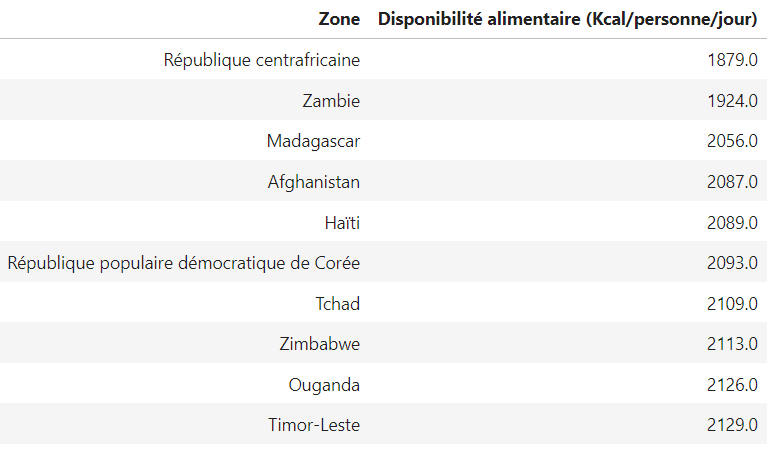 Zone Disponibilité alimentaire (Kcal/personne/jour)
République centrafricaine 1879.0
Zambie 1924.0
Madagascar 2056.0
Afghanistan 2087.0
Haïti 2089.0
République populaire démocratique de Corée 2093.0
Tchad 2109.0
Zimbabwe 2113.0
Ouganda 2126.0
Timor-Leste 2129.0